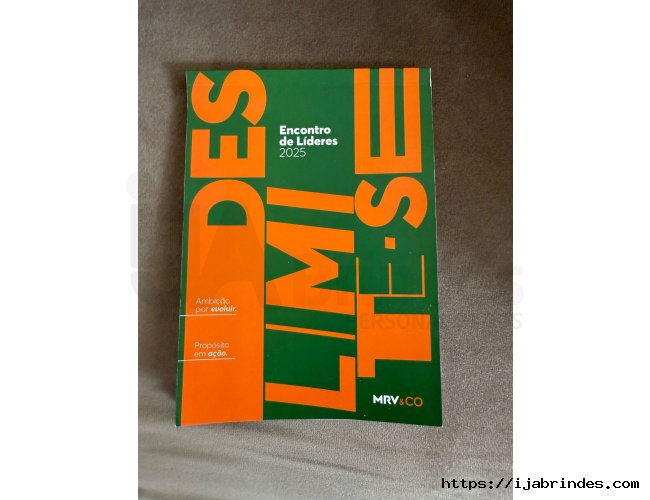 DES
LIMI
TE-SE
Encontro
de Líderes
2025
Ambição
por evoluir.
Propósito
em ação.
MRV&CO
https://ijabrindes.com